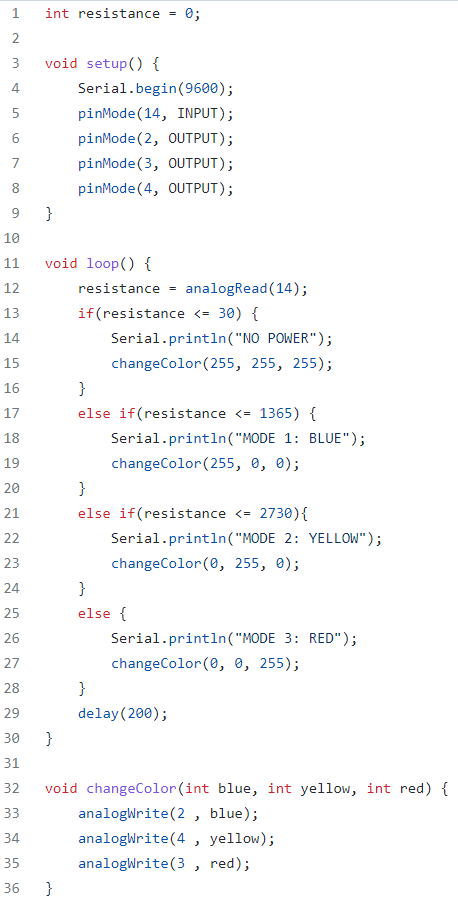 1 int resistance = 0;
2
3 void setup() {
4     Serial.begin(9600);
5     pinMode(14, INPUT);
6     pinMode(2, OUTPUT);
7     pinMode(3, OUTPUT);
8     pinMode(4, OUTPUT);
9 }
10
11 void loop() {
12     resistance = analogRead(14);
13     if(resistance <= 30) {
14         Serial.println("NO POWER");
15         changeColor(255, 255, 255);
16     }
17     else if(resistance <= 1365) {
18         Serial.println("MODE 1: BLUE");
19         changeColor(255, 0, 0);
20     }
21     else if(resistance <= 2730){
22         Serial.println("MODE 2: YELLOW");
23         changeColor(0, 255, 0);
24     }
25     else {
26         Serial.println("MODE 3: RED");
27         changeColor(0, 0, 255);
28     }
29     delay(200);
30 }
31
32 void changeColor(int blue, int yellow, int red) {
33     analogWrite(2 , blue);
34     analogWrite(4 , yellow);
35     analogWrite(3 , red);
36 }